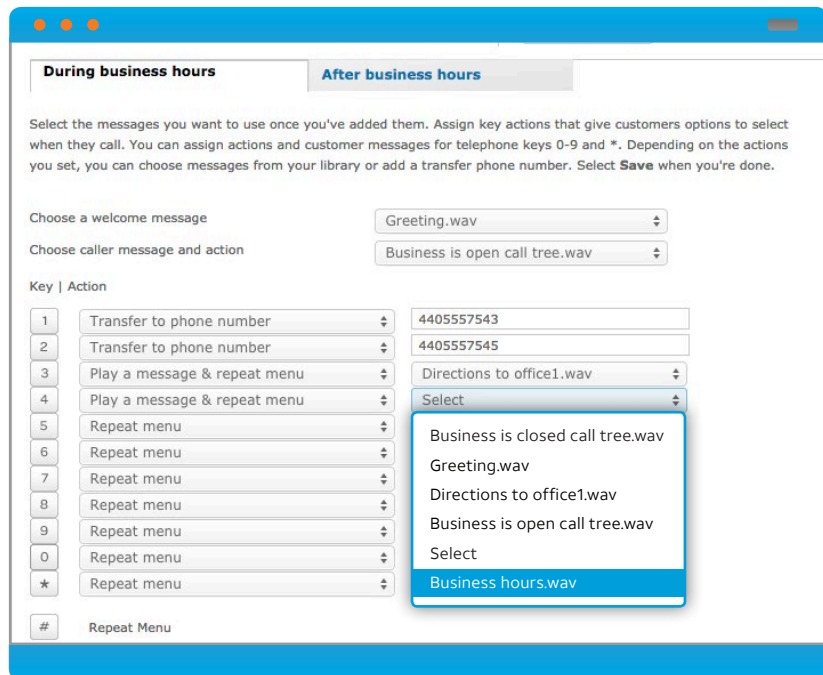 During business hours
After business hours
Select the messages you want to use once you've added them. Assign key actions that give customers options to select
when they call. You can assign actions and customer messages for telephone keys 0-9 and *. Depending on the actions
you set, you can choose messages from your library or add a transfer phone number. Select Save when you're done.
Choose a welcome message
Greeting.wav
Choose caller message and action
Business is open call tree.wav
Key | Action
1 Transfer to phone number 4405557543
2 Transfer to phone number 4405557545
3 Play a message & repeat menu Directions to office1.wav
4 Play a message & repeat menu Select
5 Repeat menu
6 Repeat menu
7 Repeat menu
8 Repeat menu
9 Repeat menu
0 Repeat menu
* Repeat menu
Business is closed call tree.wav
Greeting.wav
Directions to office1.wav
Business is open call tree.wav
Select
Business hours.wav
# Repeat Menu